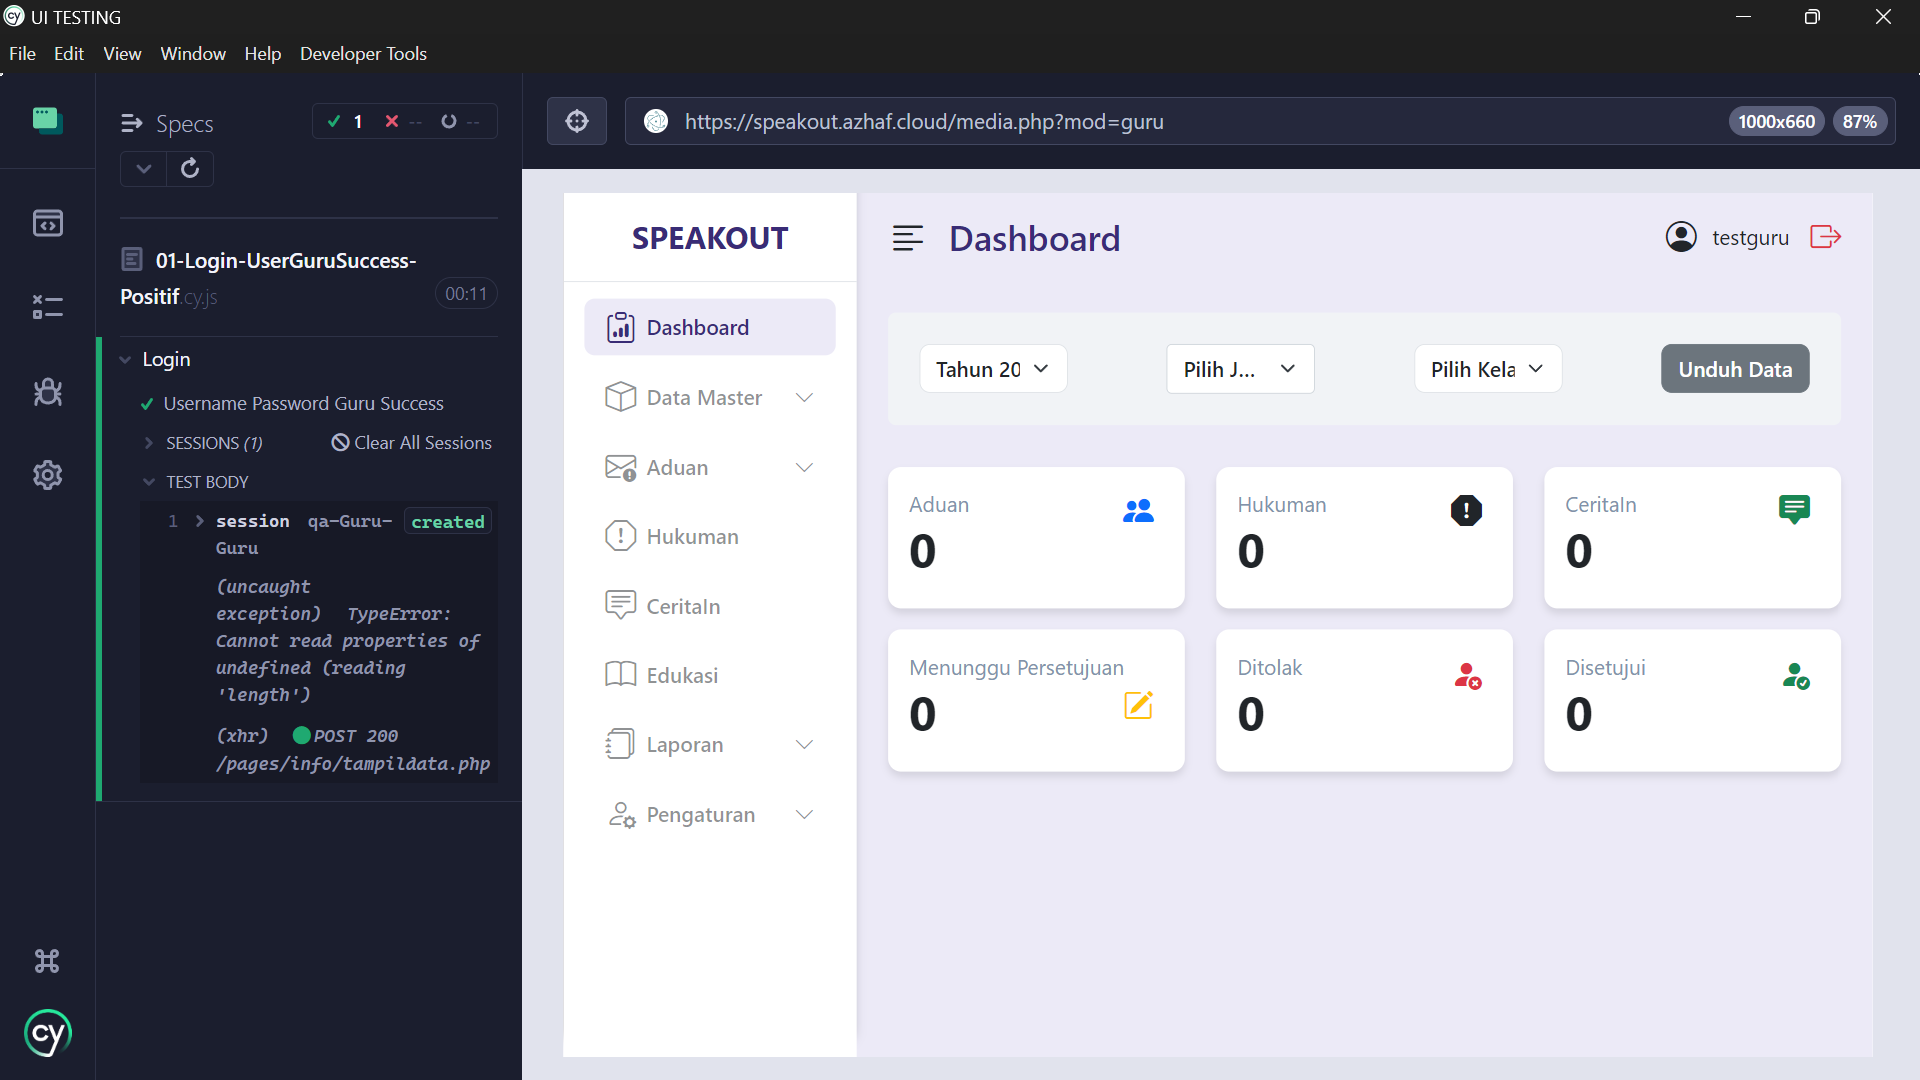 UI TESTING
File Edit View Window Help Developer Tools
Specs
1 -- --
https://speakout.azhaf.cloud/media.php?mod=guru
1000x660 87%
01-Login-UserGuruSuccess-
Positif.cy.js
00:11
Login
Username Password Guru Success
SESSIONS (1) Clear All Sessions
TEST BODY
1 session qa-Guru- created
Guru
(uncaught
exception) TypeError:
Cannot read properties of
undefined (reading
'length')
(xhr) POST 200
/pages/info/tampildata.php
cy
SPEAKOUT
Dashboard
Data Master
Aduan
Hukuman
CeritaIn
Edukasi
Laporan
Pengaturan
Dashboard
testguru
Tahun 20 Pilih J... Pilih Kela Unduh Data
Aduan
0
Hukuman
0
CeritaIn
0
Menunggu Persetujuan
0
Ditolak
0
Disetujui
0